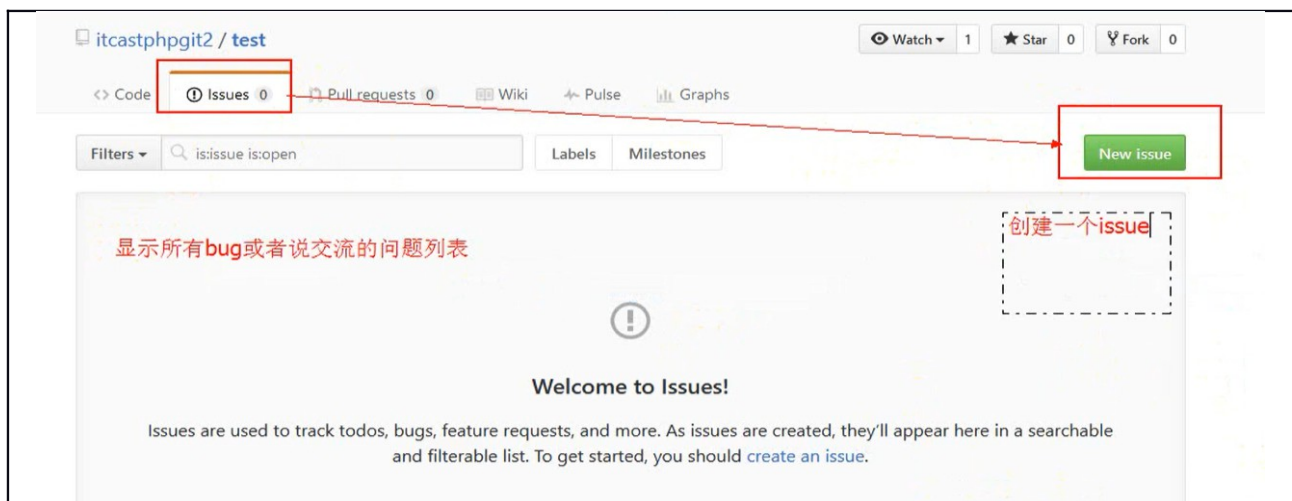 itcastphpgit2 / test
Watch 1 Star 0 Fork 0
Code Issues 0 Pull requests 0 Wiki Pulse Graphs
Filters is:issue is:open Labels Milestones New issue
创建一个issue
显示所有bug或者说交流的问题列表
Welcome to Issues!
Issues are used to track todos, bugs, feature requests, and more. As issues are created, they'll appear here in a searchable
and filterable list. To get started, you should create an issue.